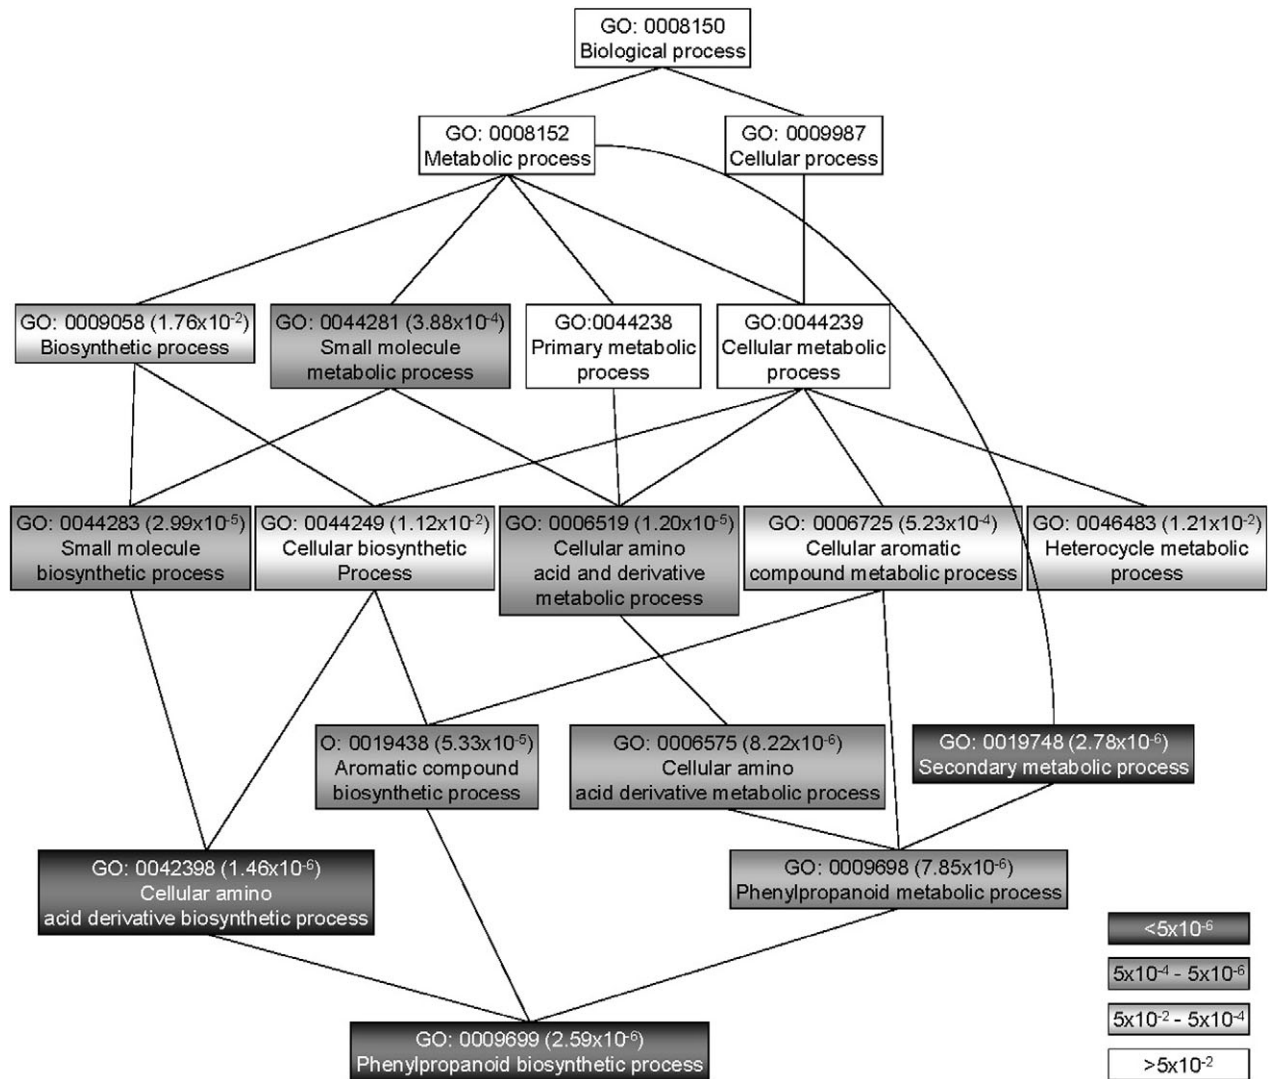 GO: 0008150
Biological process
GO: 0008152
Metabolic process
GO: 0009987
Cellular process
GO: 0009058 (1.76x10⁻²)
Biosynthetic process
GO: 0044281 (3.88x10⁻⁴)
Small molecule
metabolic process
GO:0044238
Primary metabolic
process
GO:0044239
Cellular metabolic
process
GO: 0044283 (2.99x10⁻⁵)
Small molecule
biosynthetic process
GO: 0044249 (1.12x10⁻²)
Cellular biosynthetic
Process
GO: 0006519 (1.20x10⁻⁵)
Cellular amino
acid and derivative
metabolic process
GO: 0006725 (5.23x10⁻⁴)
Cellular aromatic
compound metabolic process
GO: 0046483 (1.21x10⁻²)
Heterocycle metabolic
process
O: 0019438 (5.33x10⁻⁵)
Aromatic compound
biosynthetic process
GO: 0006575 (8.22x10⁻⁶)
Cellular amino
acid derivative metabolic process
GO: 0019748 (2.78x10⁻⁶)
Secondary metabolic process
GO: 0042398 (1.46x10⁻⁶)
Cellular amino
acid derivative biosynthetic process
GO: 0009698 (7.85x10⁻⁶)
Phenylpropanoid metabolic process
GO: 0009699 (2.59x10⁻⁶)
Phenylpropanoid biosynthetic process
<5x10⁻⁶
5x10⁻⁴ - 5x10⁻⁶
5x10⁻² - 5x10⁻⁴
>5x10⁻²